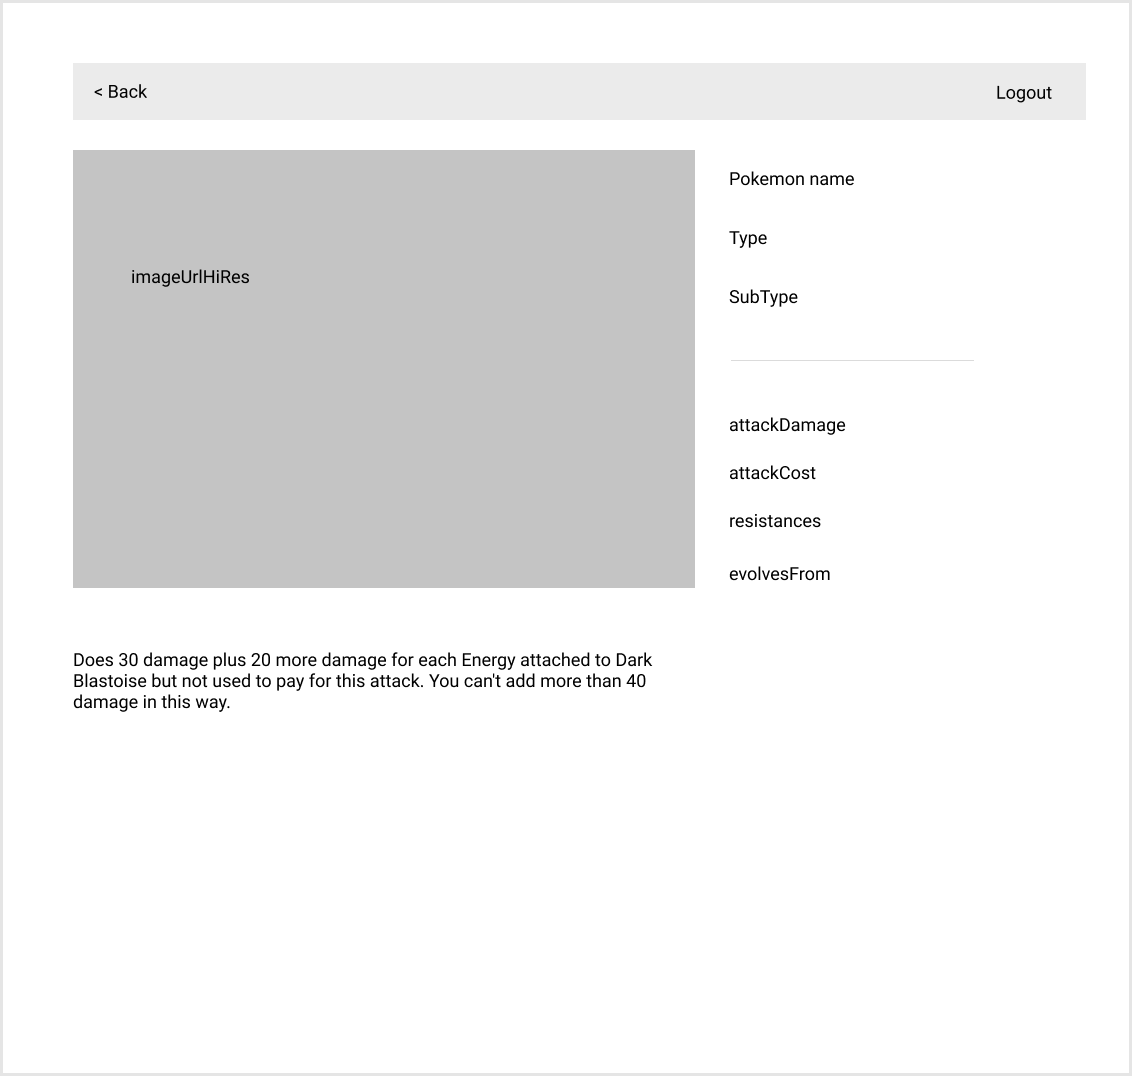 < Back
Logout
imageUrlHiRes
Pokemon name
Type
SubType
attackDamage
attackCost
resistances
evolvesFrom
Does 30 damage plus 20 more damage for each Energy attached to Dark
Blastoise but not used to pay for this attack. You can't add more than 40
damage in this way.